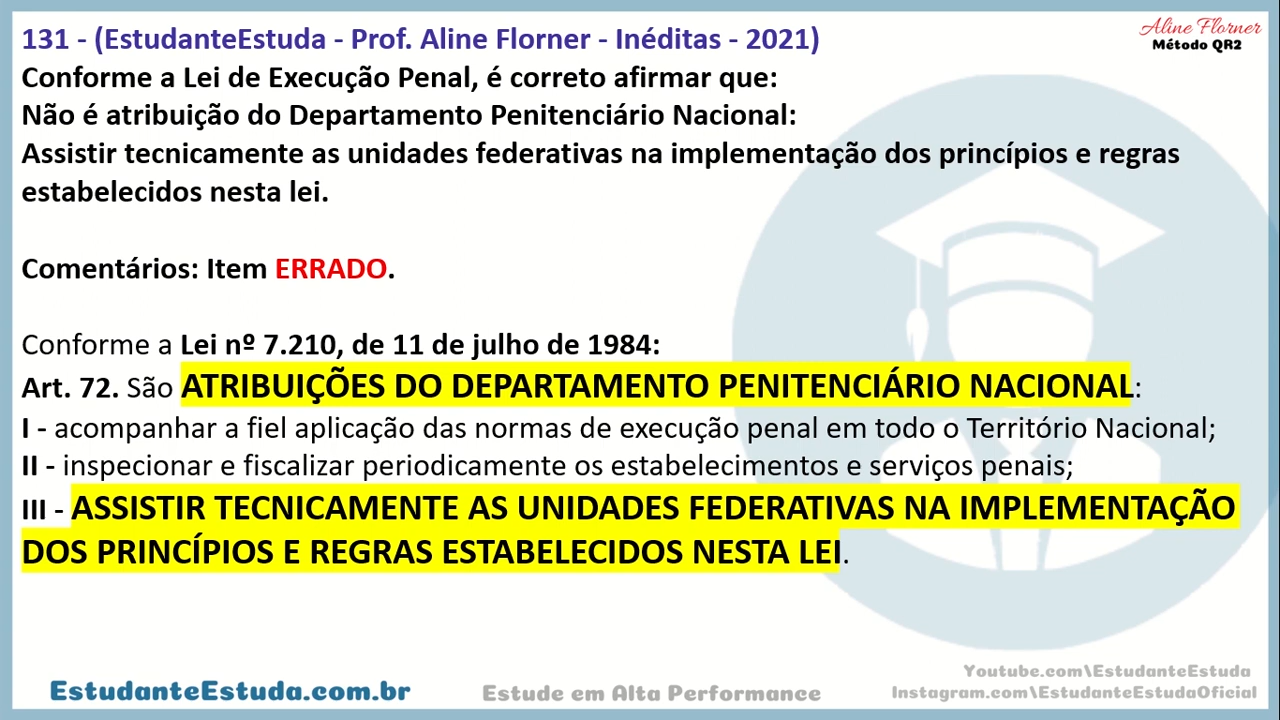 131 - (EstudanteEstuda - Prof. Aline Florner - Inéditas - 2021)
Aline Florner
Método QR2
Conforme a Lei de Execução Penal, é correto afirmar que:
Não é atribuição do Departamento Penitenciário Nacional:
Assistir tecnicamente as unidades federativas na implementação dos princípios e regras
estabelecidos nesta lei.
Comentários: Item ERRADO.
Conforme a Lei nº 7.210, de 11 de julho de 1984:
Art. 72. São ATRIBUIÇÕES DO DEPARTAMENTO PENITENCIÁRIO NACIONAL:
I - acompanhar a fiel aplicação das normas de execução penal em todo o Território Nacional;
II - inspecionar e fiscalizar periodicamente os estabelecimentos e serviços penais;
III - ASSISTIR TECNICAMENTE AS UNIDADES FEDERATIVAS NA IMPLEMENTAÇÃO
DOS PRINCÍPIOS E REGRAS ESTABELECIDOS NESTA LEI.
EstudanteEstuda.com.br
Estude em Alta Performance
Youtube.com\EstudanteEstuda
Instagram.com\EstudanteEstudaOficial